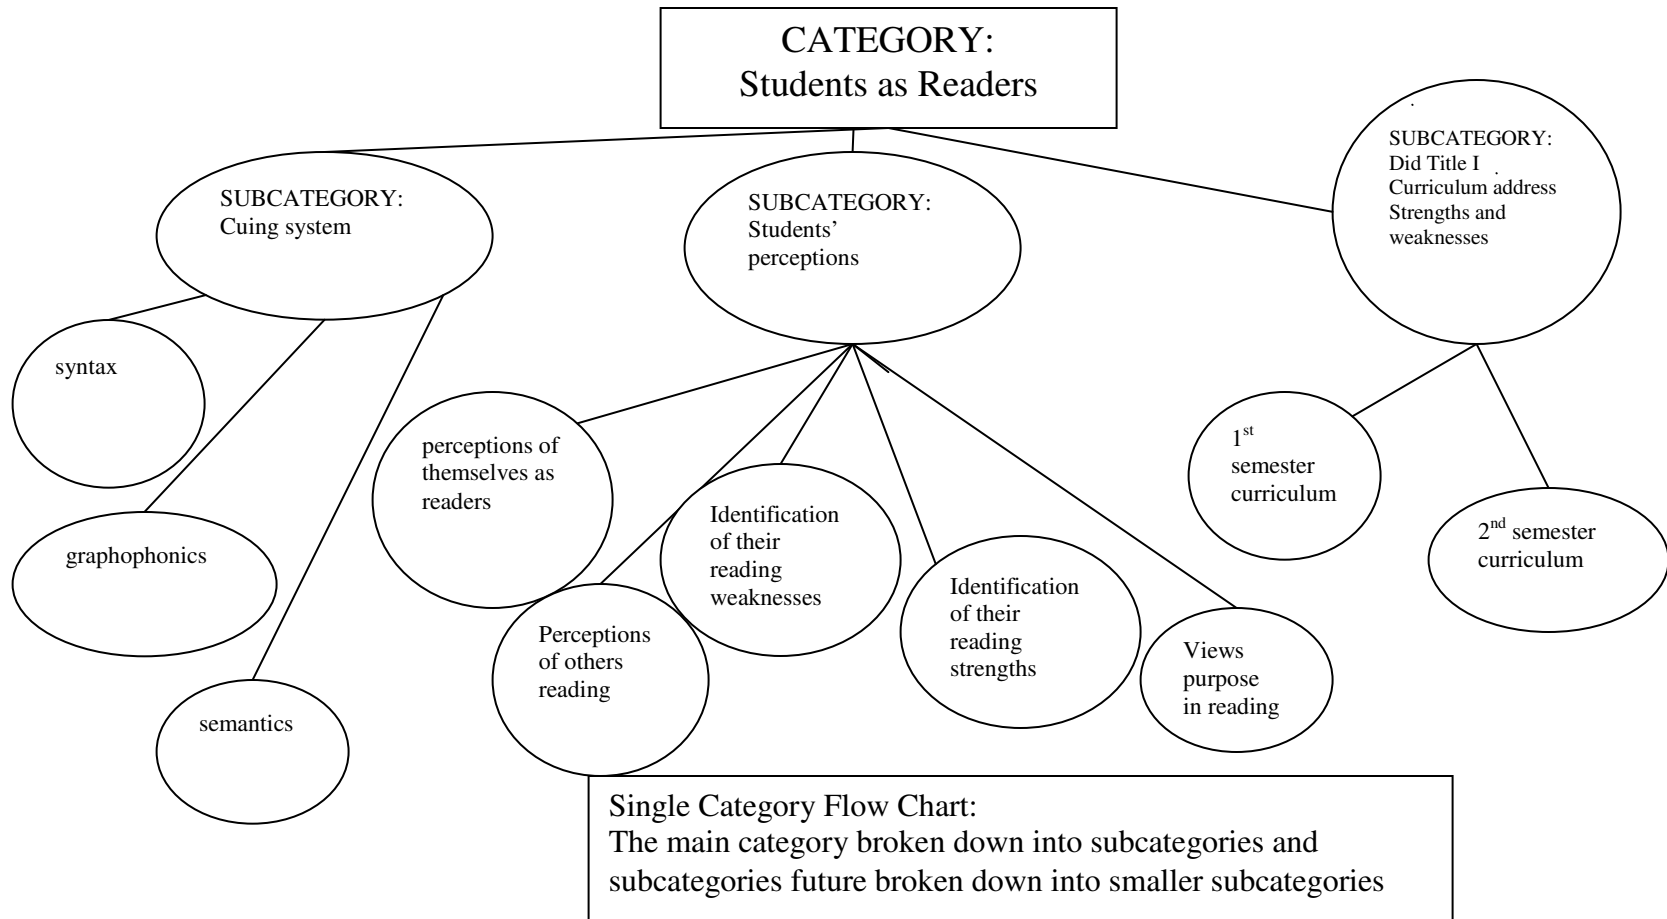 CATEGORY:
Students as Readers
SUBCATEGORY:
Cuing system
SUBCATEGORY:
Students’
perceptions
SUBCATEGORY:
Did Title I
Curriculum address
Strengths and
weaknesses
syntax
graphophonics
semantics
perceptions of
themselves as
readers
Perceptions
of others
reading
Identification
of their
reading
weaknesses
Identification
of their
reading
strengths
Views
purpose
in reading
1st
semester
curriculum
2nd semester
curriculum
Single Category Flow Chart:
The main category broken down into subcategories and
subcategories future broken down into smaller subcategories